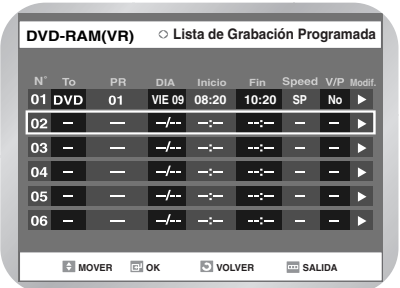 DVD-RAM(VR) Lista de Grabación Programada
N° To PR DIA Inicio Fin Speed V/P Modif.
01 DVD 01 VIE 09 08:20 10:20 SP No ►
02 – — –/-- –:– --:– – – ►
03 – — –/-- –:– --:– – – ►
04 – — –/-- –:– --:– – – ►
05 – — –/-- –:– --:– – – ►
06 – — –/-- –:– --:– – – ►
MOVER OK VOLVER SALIDA